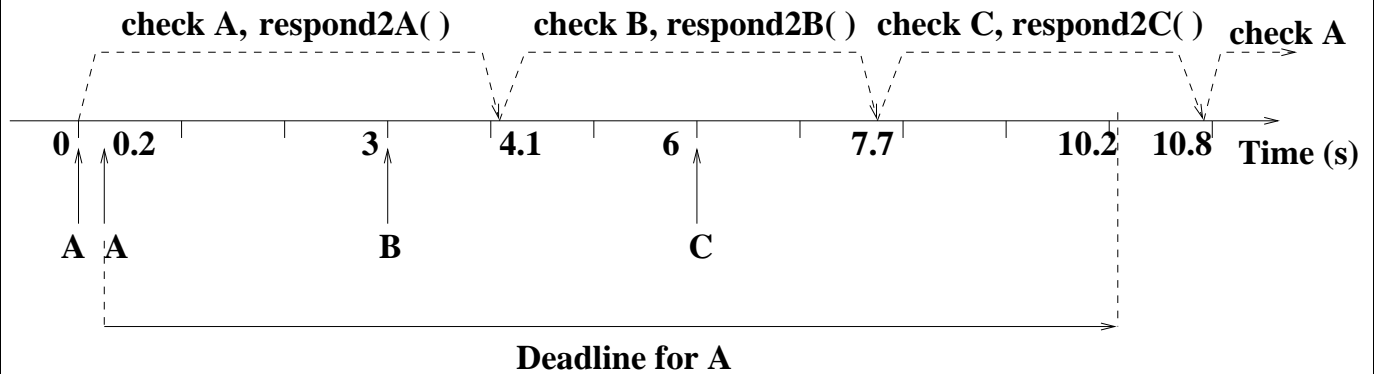 check A, respond2A( ) check B, respond2B( ) check C, respond2C( ) check A
0 0.2 3 4.1 6 7.7 10.2 10.8 Time (s)
A A B C
Deadline for A